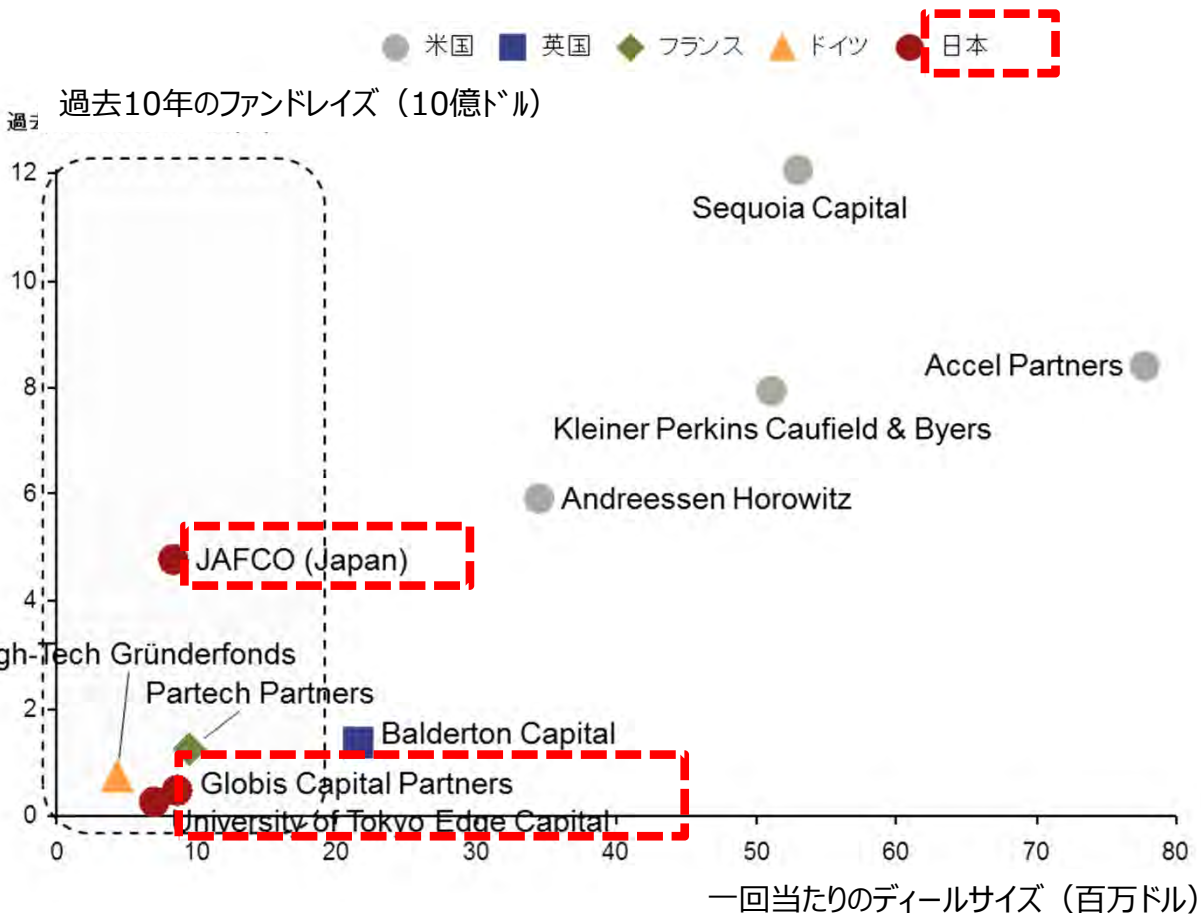 米国 英国 フランス ドイツ 日本
過去10年のファンドレイズ（10億ドル）
過去
12
Sequoia Capital
10
Accel Partners
8
Kleiner Perkins Caufield & Byers
6
Andreessen Horowitz
JAFCO (Japan)
4
gh-Tech Gründerfonds
Partech Partners
2
Balderton Capital
Globis Capital Partners
0
University of Tokyo Edge Capital
0 10 20 30 40 50 60 70 80
一回当たりのディールサイズ（百万ドル）